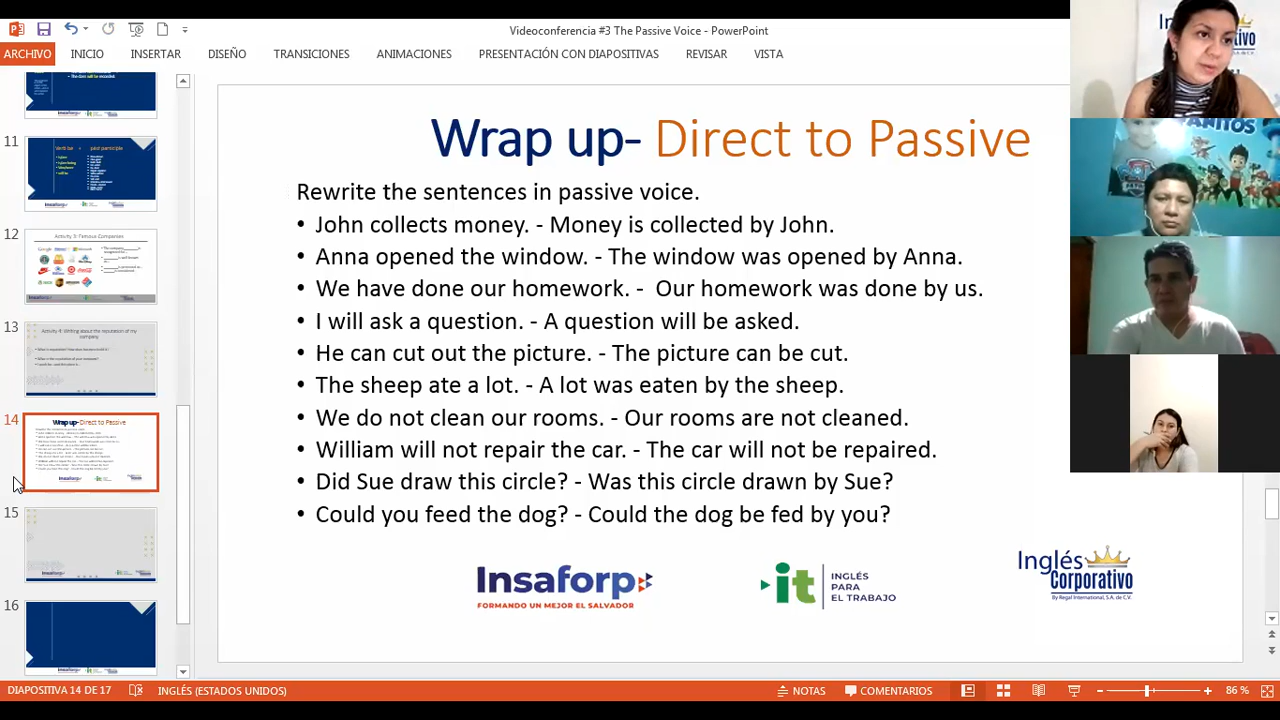 Videoconferencia #3 The Passive Voice - PowerPoint
ARCHIVO INICIO INSERTAR DISEÑO TRANSICIONES ANIMACIONES PRESENTACIÓN CON DIAPOSITIVAS REVISAR VISTA
11
12
13
14
15
16
Wrap up- Direct to Passive
Rewrite the sentences in passive voice.
• John collects money. - Money is collected by John.
• Anna opened the window. - The window was opened by Anna.
• We have done our homework. - Our homework was done by us.
• I will ask a question. - A question will be asked.
• He can cut out the picture. - The picture can be cut.
• The sheep ate a lot. - A lot was eaten by the sheep.
• We do not clean our rooms. - Our rooms are not cleaned.
• William will not repair the car. - The car will not be repaired.
• Did Sue draw this circle? - Was this circle drawn by Sue?
• Could you feed the dog? - Could the dog be fed by you?
Insaforp
FORMANDO UN MEJOR EL SALVADOR
it INGLÉS PARA EL TRABAJO
Inglés
Corporativo
By Regal International, S.A. de C.V.
DIAPOSITIVA 14 DE 17 INGLÉS (ESTADOS UNIDOS) NOTAS COMENTARIOS 86 %